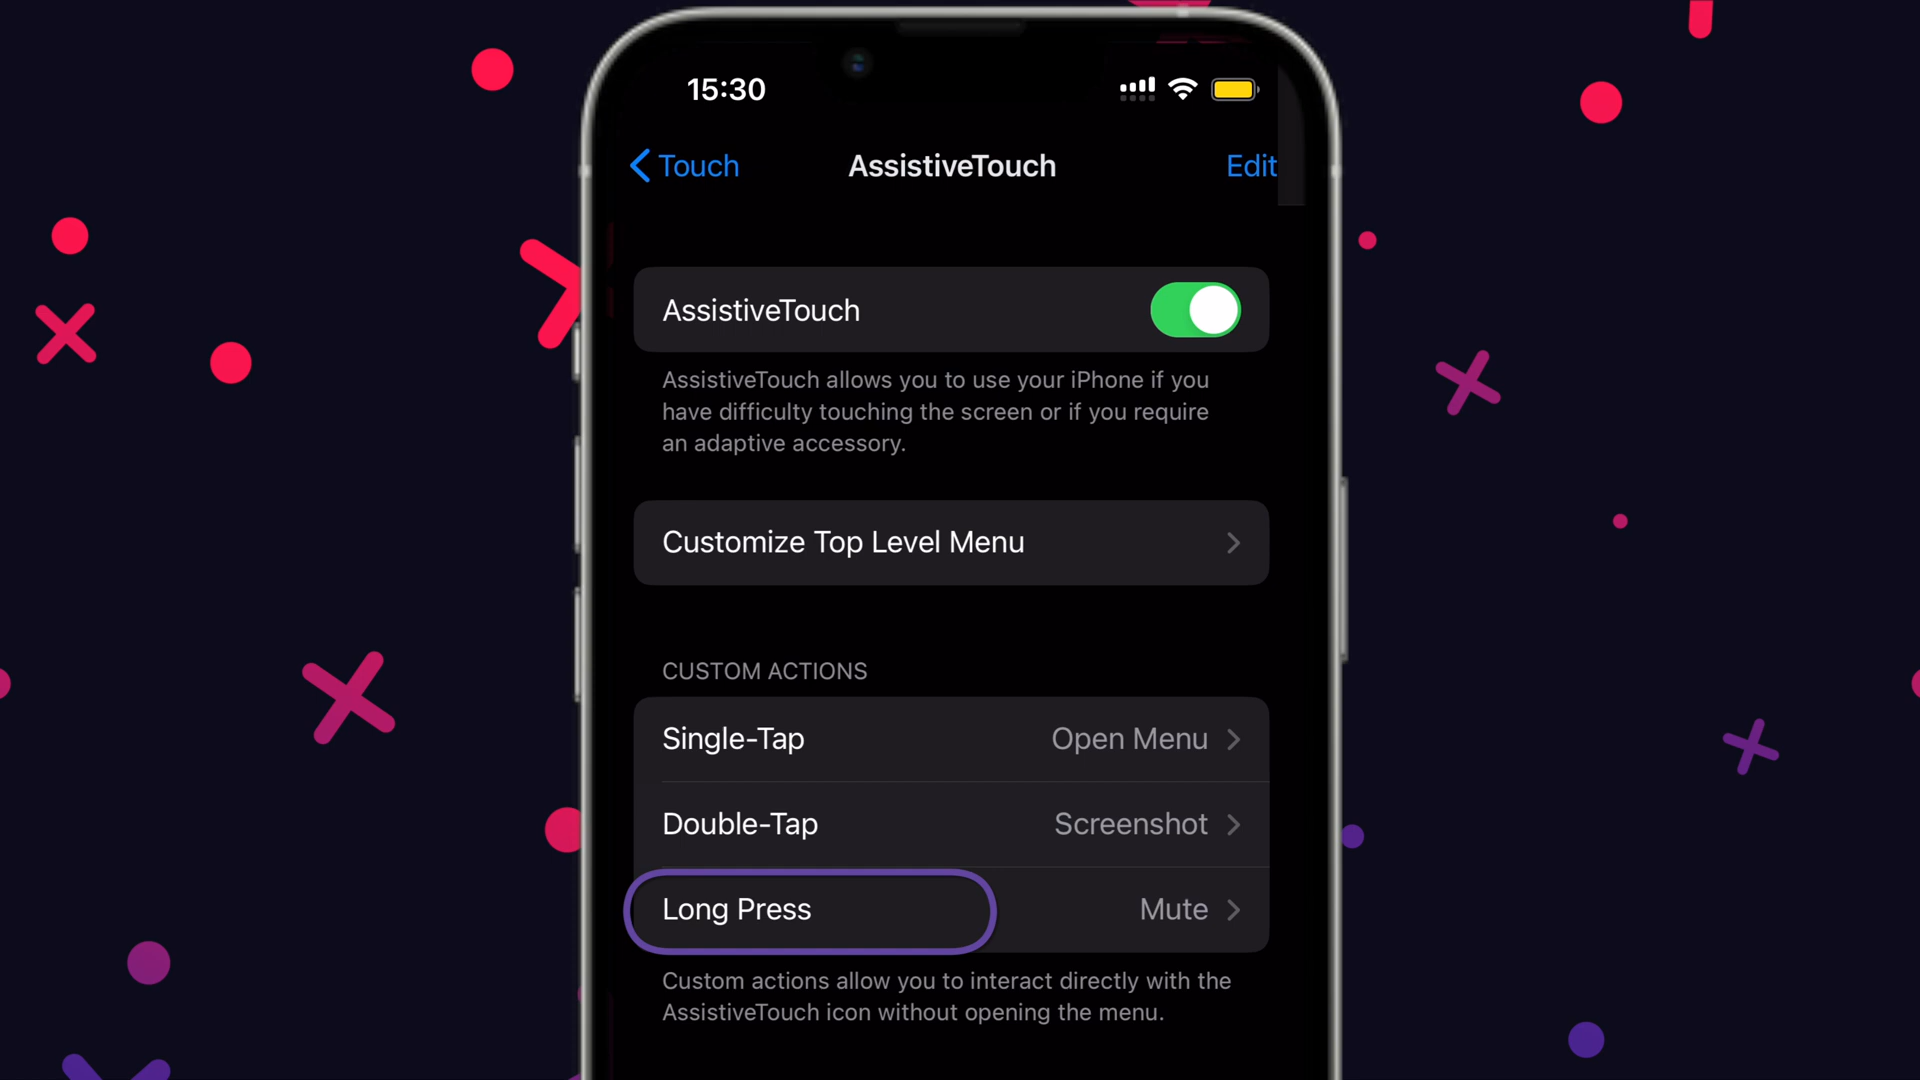 15:30
Touch
AssistiveTouch
Edit
AssistiveTouch
AssistiveTouch allows you to use your iPhone if you
have difficulty touching the screen or if you require
an adaptive accessory.
Customize Top Level Menu
CUSTOM ACTIONS
Single-Tap Open Menu
Double-Tap Screenshot
Long Press Mute
Custom actions allow you to interact directly with the
AssistiveTouch icon without opening the menu.